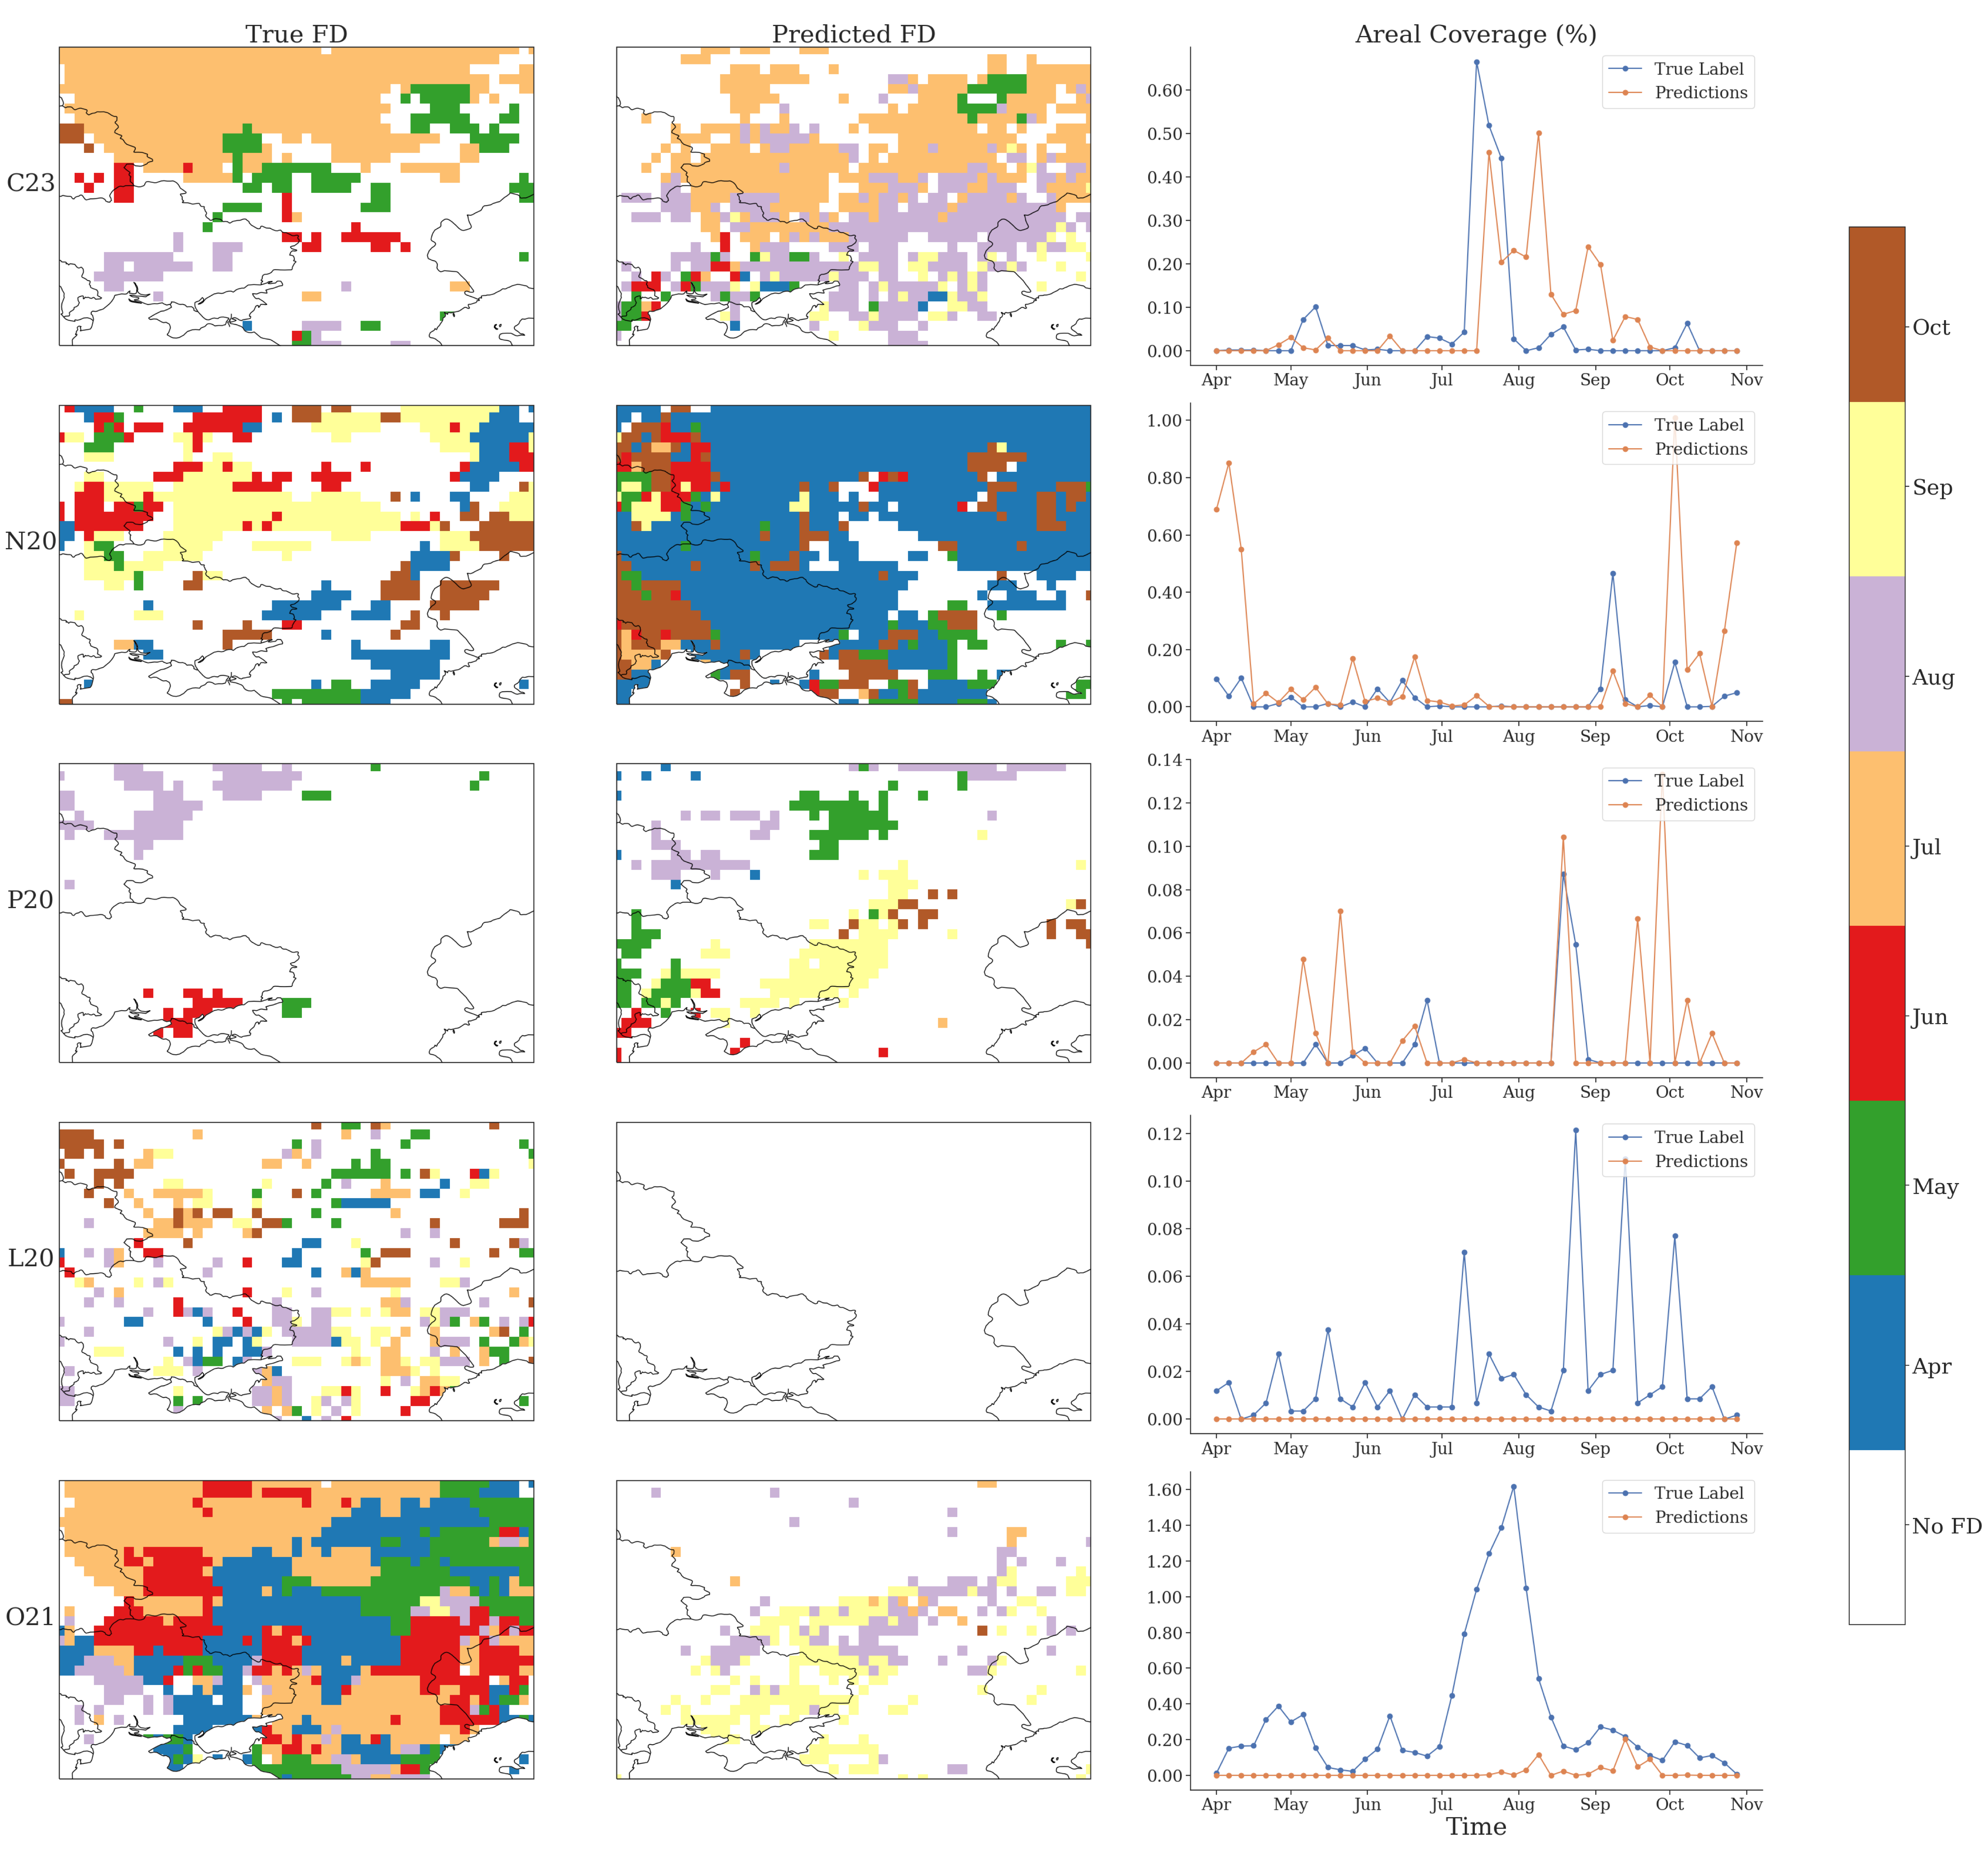 True FD
Predicted FD
Areal Coverage (%)
C23
0.60
0.50
0.40
0.30
0.20
0.10
0.00
True Label
Predictions
Apr May Jun Jul Aug Sep Oct Nov
N20
1.00
0.80
0.60
0.40
0.20
0.00
True Label
Predictions
Apr May Jun Jul Aug Sep Oct Nov
P20
0.14
0.12
0.10
0.08
0.06
0.04
0.02
0.00
True Label
Predictions
Apr May Jun Jul Aug Sep Oct Nov
L20
0.12
0.10
0.08
0.06
0.04
0.02
0.00
True Label
Predictions
Apr May Jun Jul Aug Sep Oct Nov
O21
1.60
1.40
1.20
1.00
0.80
0.60
0.40
0.20
0.00
True Label
Predictions
Apr May Jun Jul Aug Sep Oct Nov
Time
Oct
Sep
Aug
Jul
Jun
May
Apr
No FD